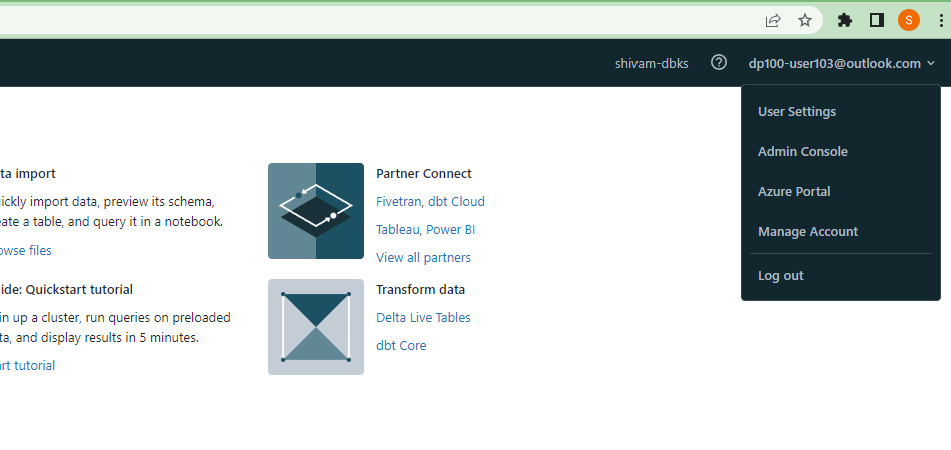 S
shivam-dbks
dp100-user103@outlook.com
User Settings
Admin Console
Azure Portal
Manage Account
Log out
ta import
ickly import data, preview its schema,
eate a table, and query it in a notebook.
owse files
Partner Connect
Fivetran, dbt Cloud
Tableau, Power BI
View all partners
ide: Quickstart tutorial
in up a cluster, run queries on preloaded
ta, and display results in 5 minutes.
art tutorial
Transform data
Delta Live Tables
dbt Core